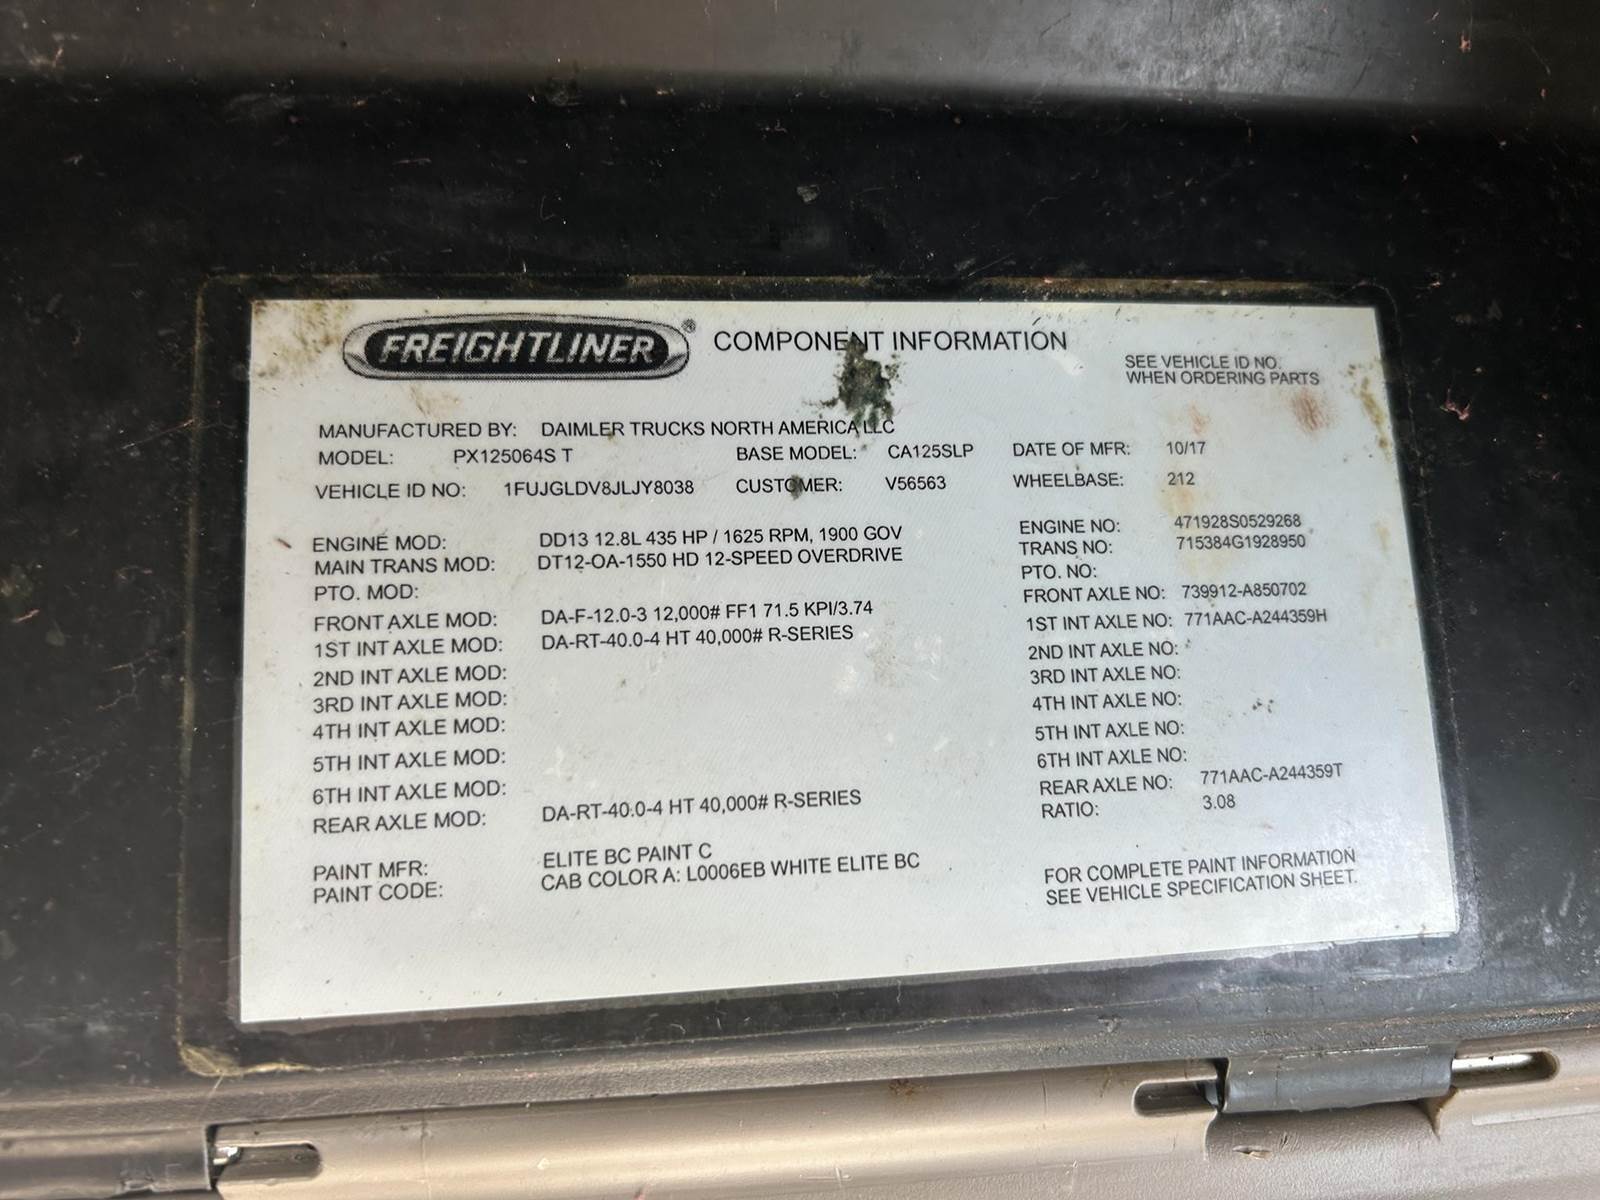 FREIGHTLINER® COMPONENT INFORMATION
SEE VEHICLE ID NO.
WHEN ORDERING PARTS
MANUFACTURED BY: DAIMLER TRUCKS NORTH AMERICA LLC
MODEL: PX125064S T BASE MODEL: CA125SLP DATE OF MFR: 10/17
VEHICLE ID NO: 1FUJGLDV8JLJY8038 CUSTOMER: V56563 WHEELBASE: 212
ENGINE MOD: DD13 12.8L 435 HP / 1625 RPM, 1900 GOV ENGINE NO: 471928S0529268
MAIN TRANS MOD: DT12-OA-1550 HD 12-SPEED OVERDRIVE TRANS NO: 715384G1928950
PTO. MOD: PTO. NO:
FRONT AXLE MOD: DA-F-12.0-3 12,000# FF1 71.5 KPI/3.74 FRONT AXLE NO: 739912-A850702
1ST INT AXLE MOD: DA-RT-40.0-4 HT 40,000# R-SERIES 1ST INT AXLE NO: 771AAC-A244359H
2ND INT AXLE MOD: 2ND INT AXLE NO:
3RD INT AXLE MOD: 3RD INT AXLE NO:
4TH INT AXLE MOD: 4TH INT AXLE NO:
5TH INT AXLE MOD: 5TH INT AXLE NO:
6TH INT AXLE MOD: 6TH INT AXLE NO:
REAR AXLE MOD: DA-RT-40.0-4 HT 40,000# R-SERIES REAR AXLE NO: 771AAC-A244359T
RATIO: 3.08
PAINT MFR: ELITE BC PAINT C
PAINT CODE: CAB COLOR A: L0006EB WHITE ELITE BC
FOR COMPLETE PAINT INFORMATION
SEE VEHICLE SPECIFICATION SHEET.